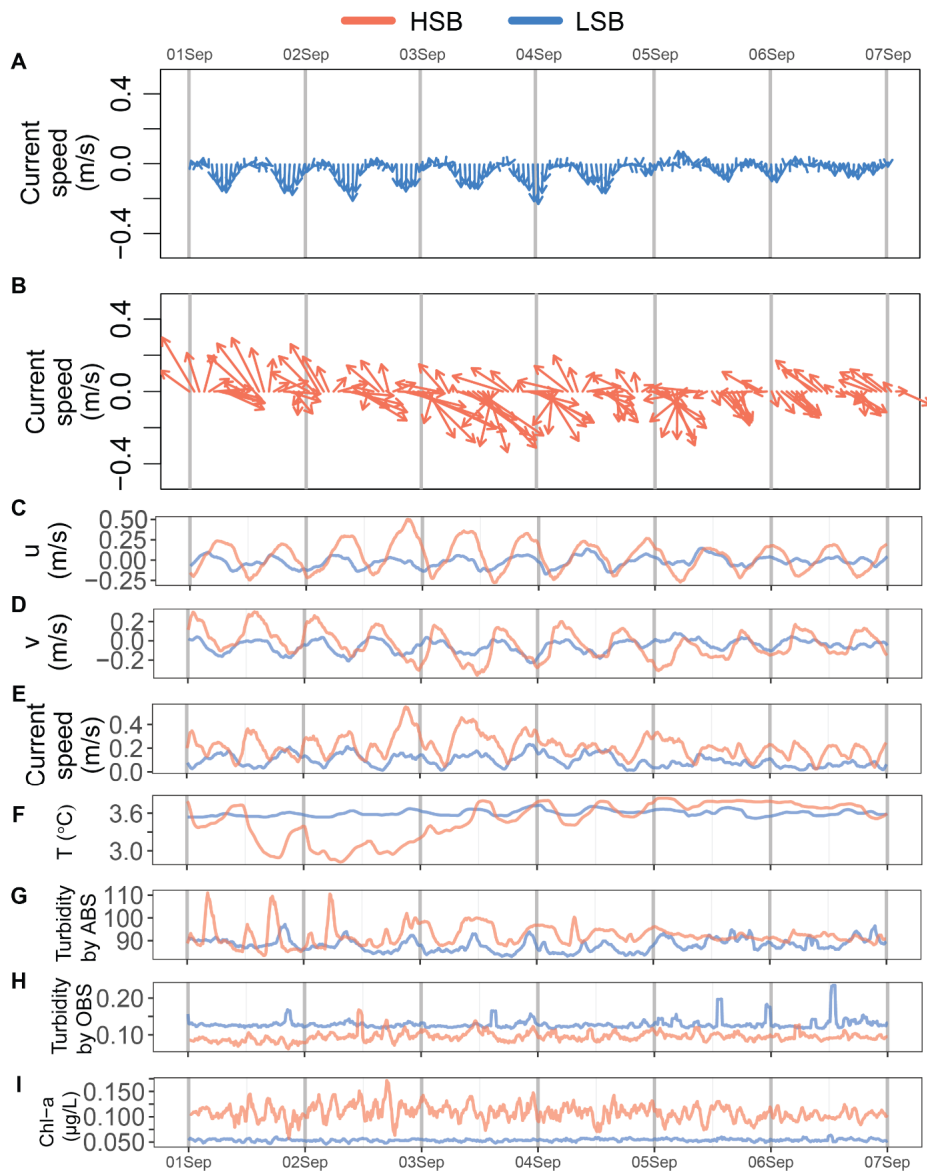 HSB LSB
01Sep 02Sep 03Sep 04Sep 05Sep 06Sep 07Sep
A
Current
speed
(m/s)
0.4
0.0
−0.4
B
Current
speed
(m/s)
0.4
0.0
−0.4
C
u
(m/s)
0.50
0.25
0.00
−0.25
D
v
(m/s)
0.2
0.0
−0.2
E
Current
speed
(m/s)
0.4
0.2
0.0
F
T (°C)
3.6
3.0
G
Turbidity
by ABS
110
100
90
H
Turbidity
by OBS
0.20
0.10
I
Chl−a
(µg/L)
0.150
0.100
0.050
01Sep 02Sep 03Sep 04Sep 05Sep 06Sep 07Sep